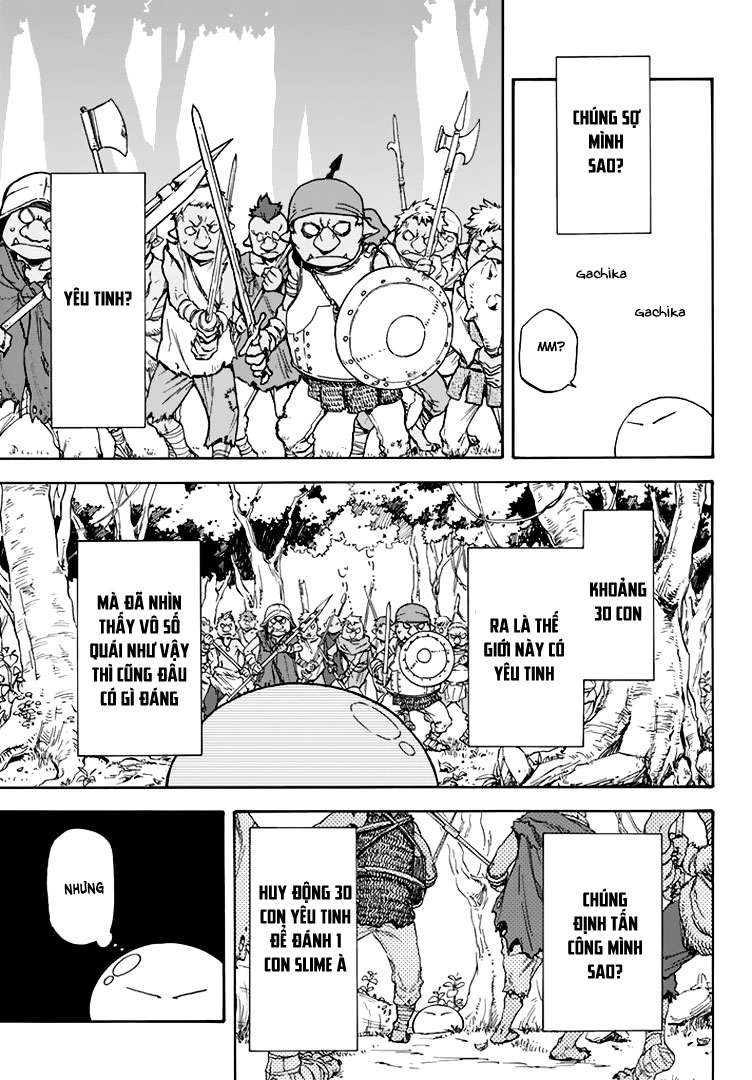 CHÚNG SỢ
MÌNH
SAO?
Gachika
Gachika
MM?
YÊU TINH?
KHOẢNG
30 CON
RA LÀ THẾ
GIỚI NÀY CÓ
YÊU TINH
MÀ ĐÃ NHÌN
THẤY VÔ SỐ
QUÁI NHƯ VẬY
THÌ CŨNG ĐÂU
CÓ GÌ ĐÁNG
CHÚNG
ĐỊNH TẤN
CÔNG MÌNH
SAO?
HUY ĐỘNG 30
CON YÊU TINH
ĐỂ ĐÁNH 1
CON SLIME À
NHƯNG